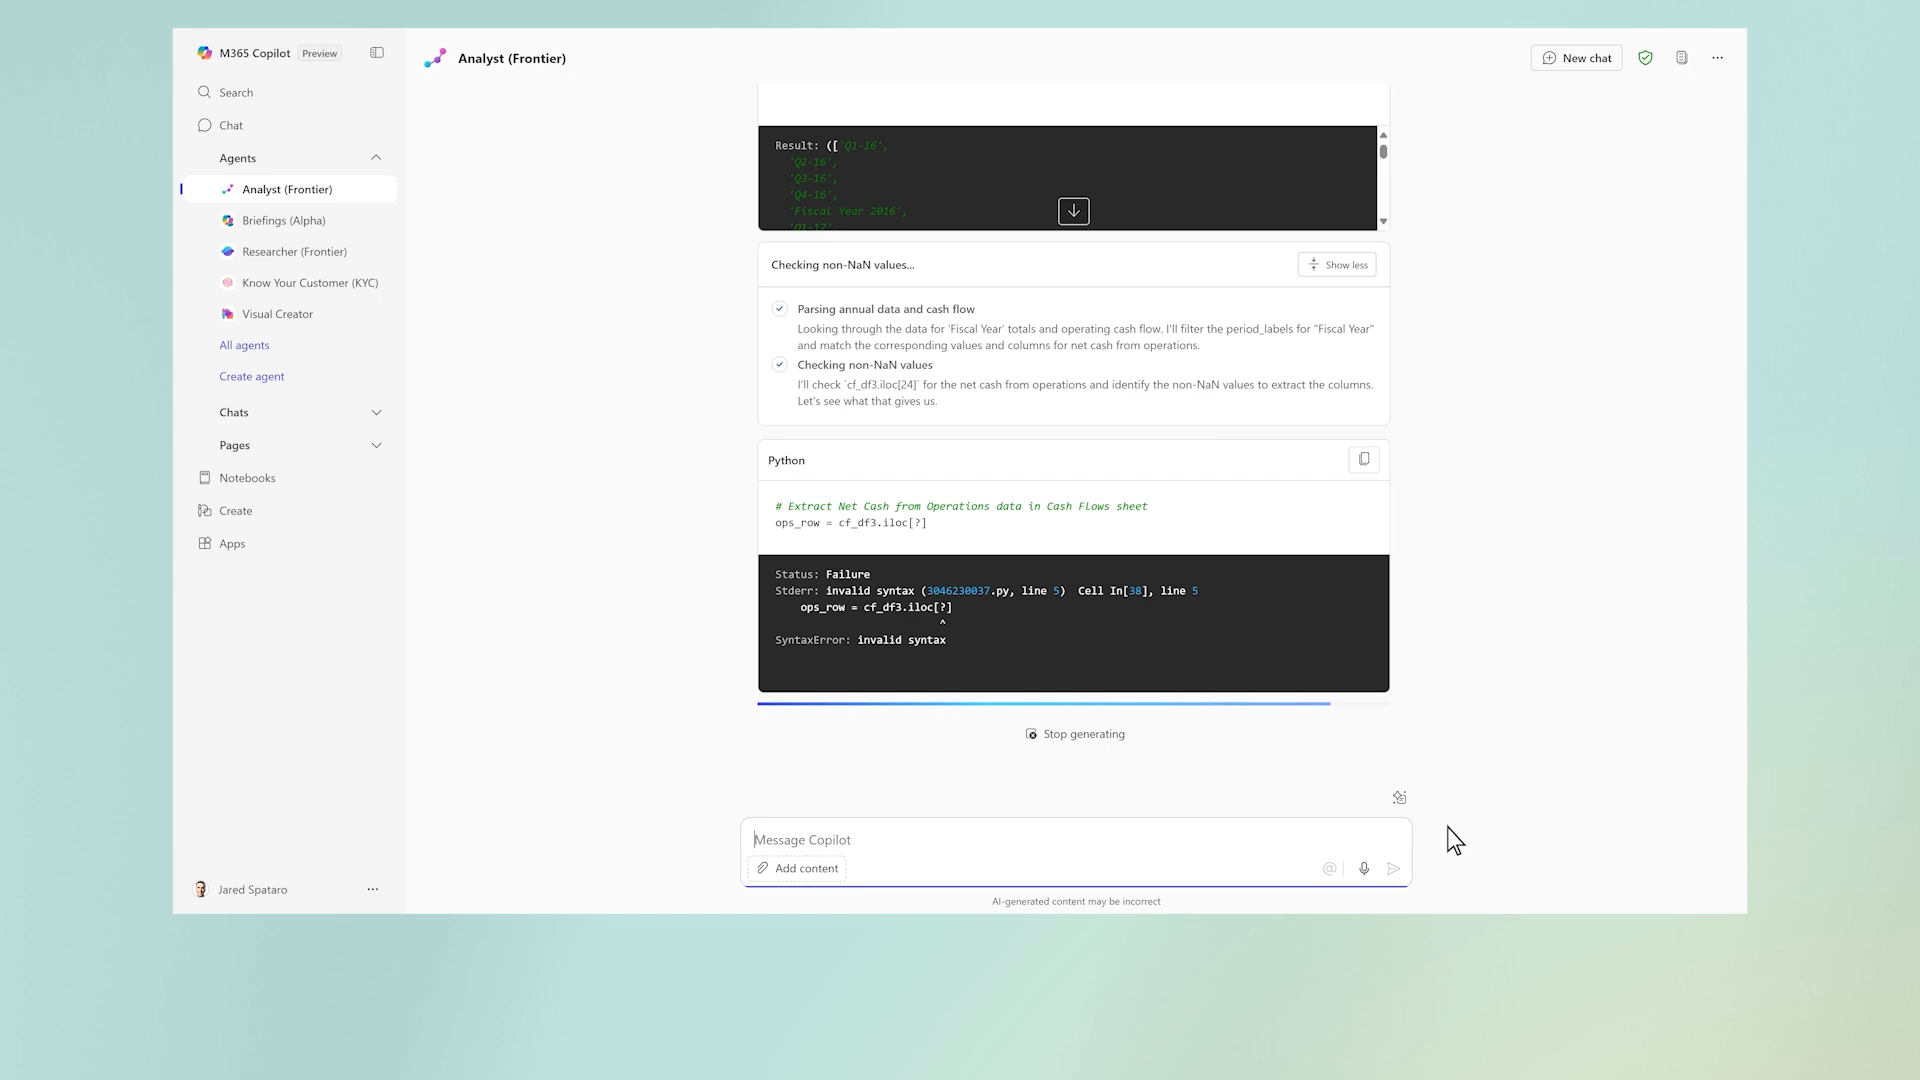 M365 Copilot Preview
Search
Chat
Agents
Analyst (Frontier)
Briefings (Alpha)
Researcher (Frontier)
Know Your Customer (KYC)
Visual Creator
All agents
Create agent
Chats
Pages
Notebooks
Create
Apps
Jared Spataro
Analyst (Frontier)
New chat
Result: (['Q1-16',
'Q2-16',
'Q3-16',
'Q4-16',
'Fiscal Year 2016',
'Q1-17'
Checking non-NaN values...
Show less
Parsing annual data and cash flow
Looking through the data for 'Fiscal Year' totals and operating cash flow. I'll filter the period_labels for "Fiscal Year"
and match the corresponding values and columns for net cash from operations.
Checking non-NaN values
I'll check `cf_df3.iloc[24]` for the net cash from operations and identify the non-NaN values to extract the columns.
Let's see what that gives us.
Python
# Extract Net Cash from Operations data in Cash Flows sheet
ops_row = cf_df3.iloc[?]
Status: Failure
Stderr: invalid syntax (3046230037.py, line 5) Cell In[38], line 5
ops_row = cf_df3.iloc[?]
^
SyntaxError: invalid syntax
Stop generating
Message Copilot
Add content
AI-generated content may be incorrect